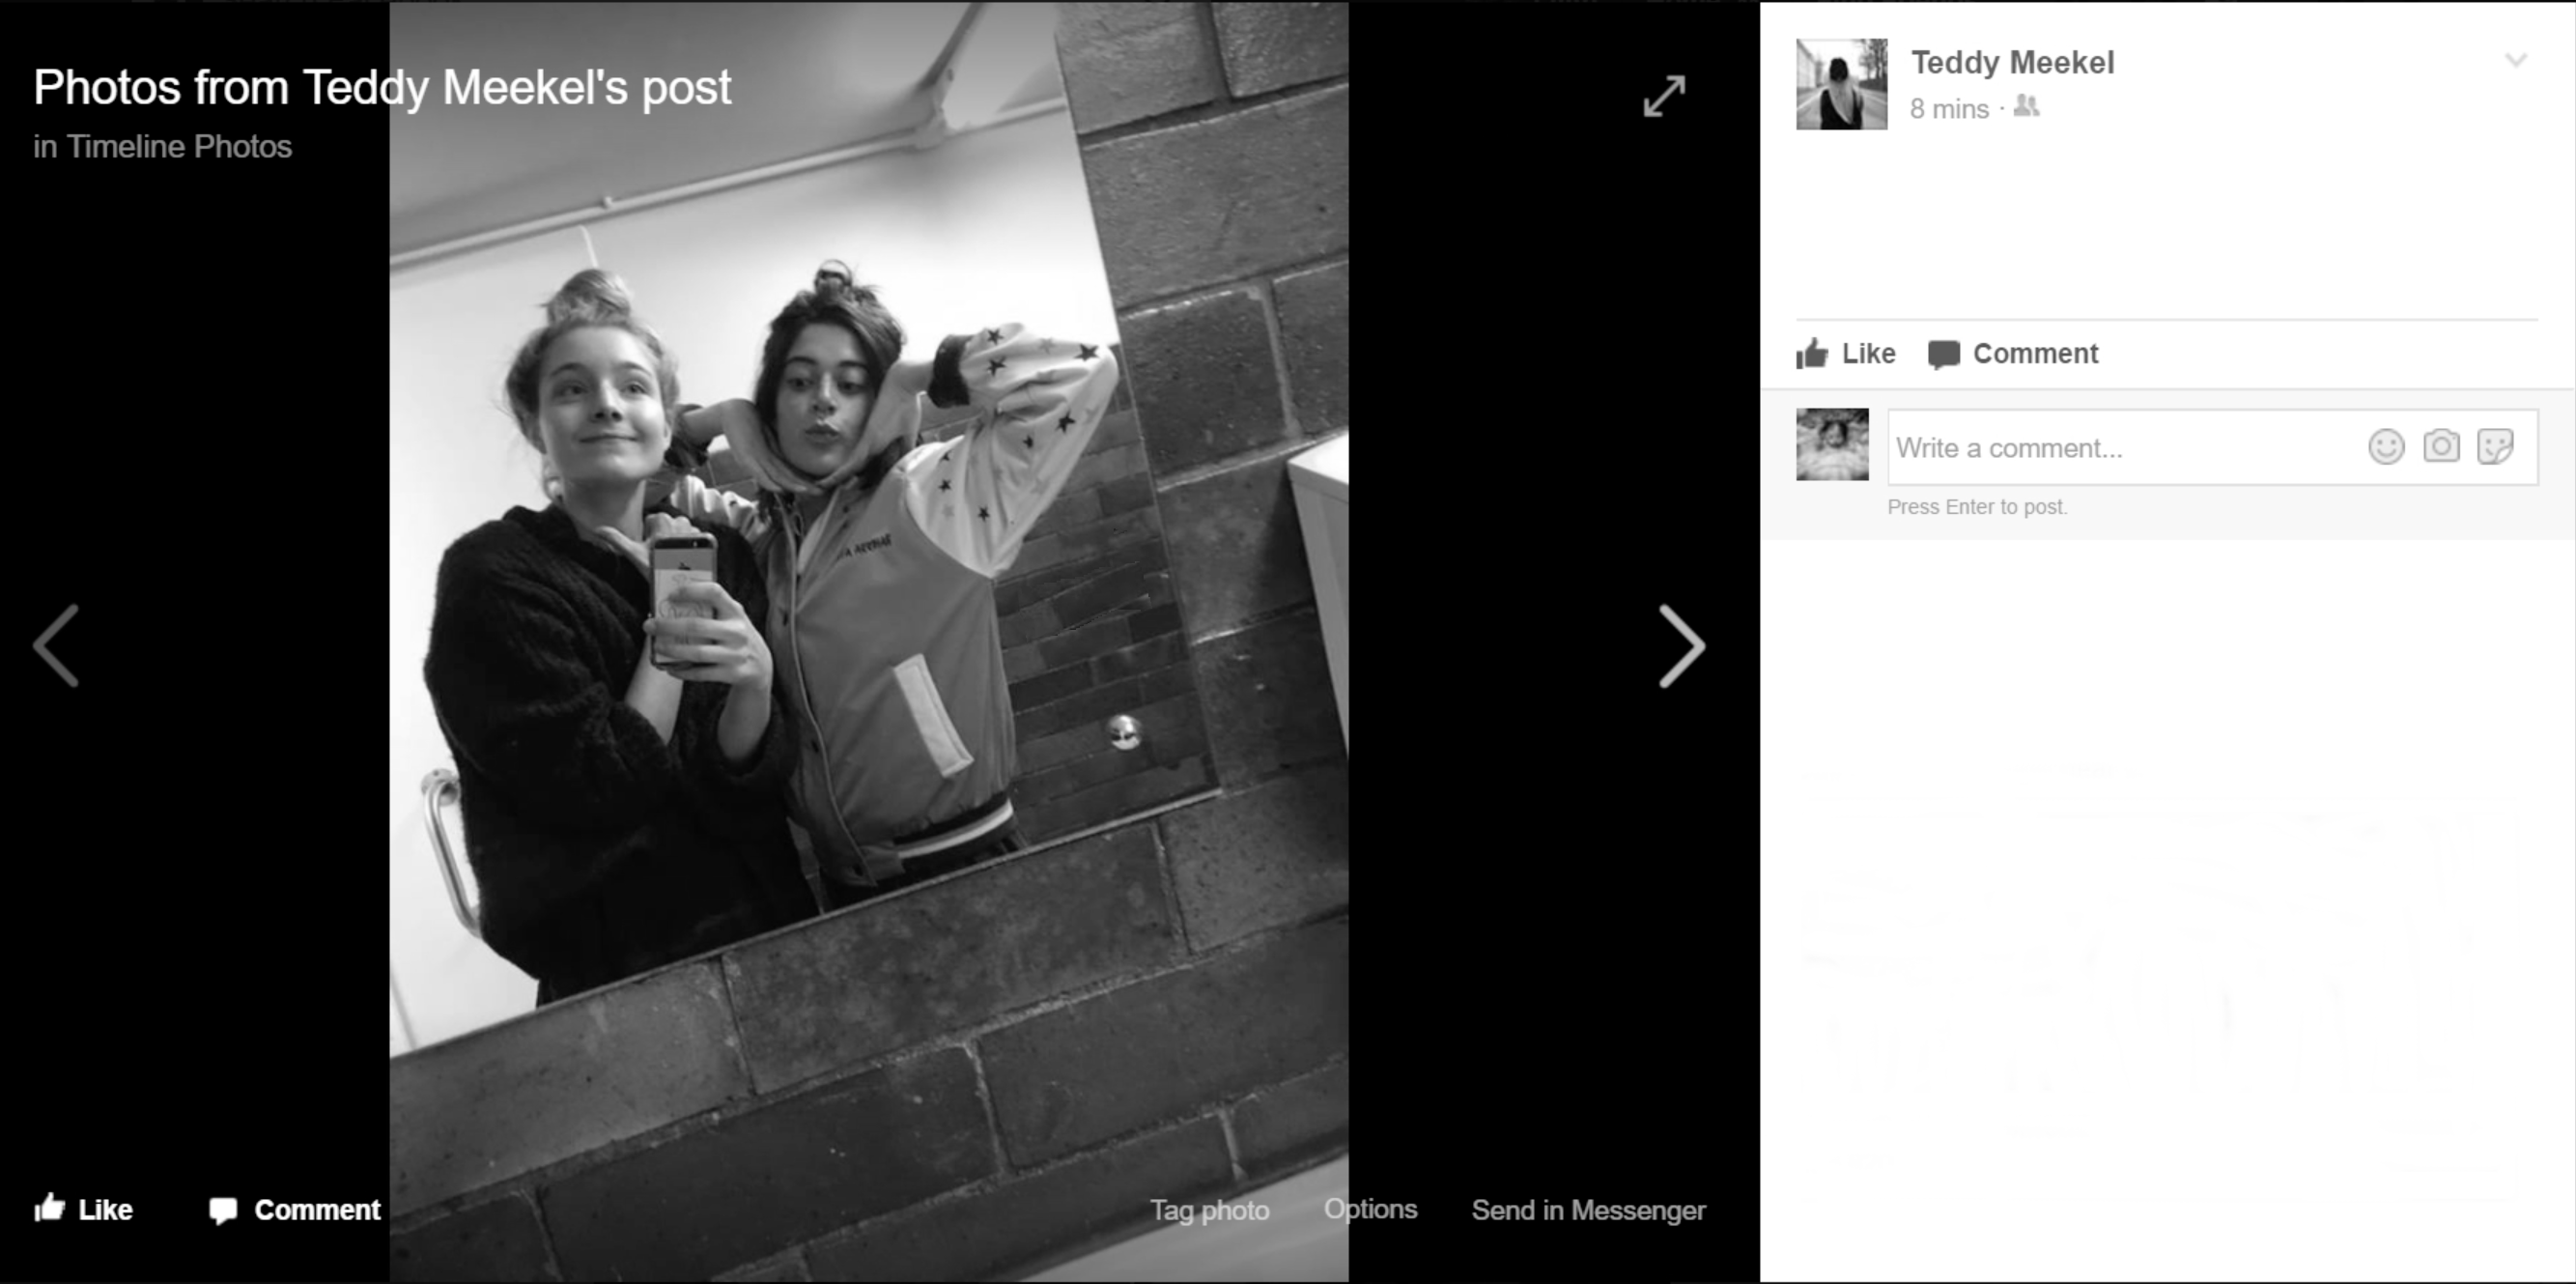 Photos from Teddy Meekel's post
in Timeline Photos
Like
Comment
Tag photo
Options
Send in Messenger
Teddy Meekel
8 mins ·
Like
Comment
Write a comment...
Press Enter to post.